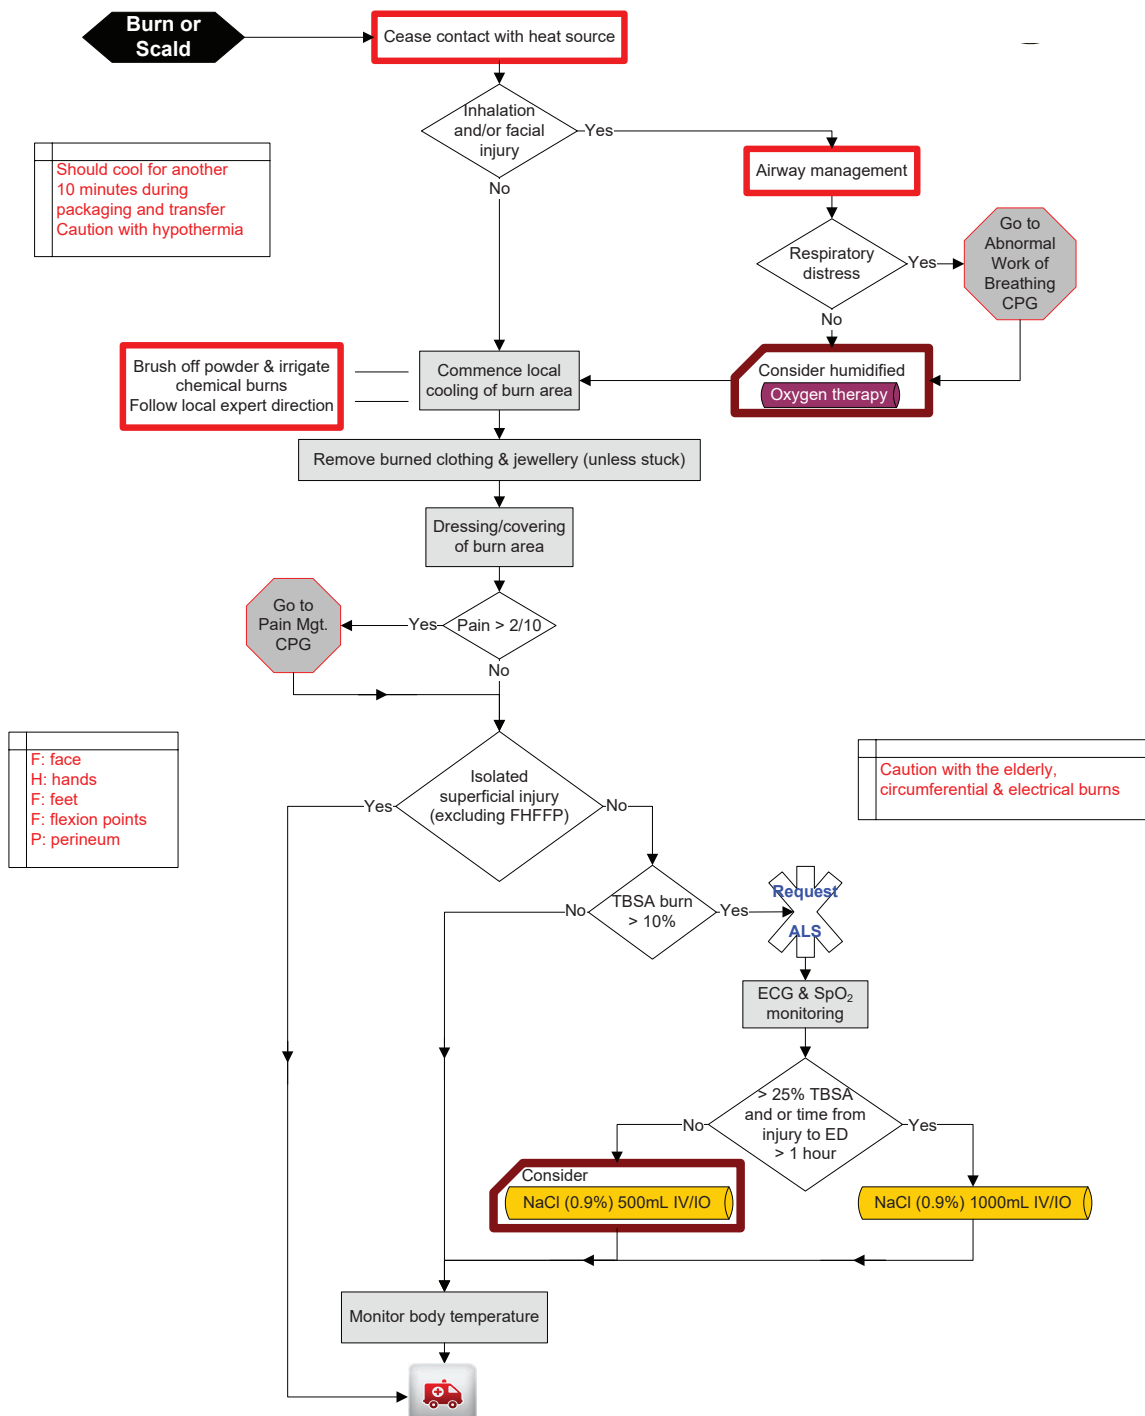 Burn or
Scald
Cease contact with heat source
Inhalation
and/or facial
injury
Yes
No
Should cool for another
10 minutes during
packaging and transfer
Caution with hypothermia
Airway management
Respiratory
distress
Yes
No
Go to
Abnormal
Work of
Breathing
CPG
Brush off powder & irrigate
chemical burns
Follow local expert direction
Commence local
cooling of burn area
Consider humidified
Oxygen therapy
Remove burned clothing & jewellery (unless stuck)
Dressing/covering
of burn area
Go to
Pain Mgt.
CPG
Yes
Pain > 2/10
No
F: face
H: hands
F: feet
F: flexion points
P: perineum
Isolated
superficial injury
(excluding FHFFP)
Yes
No
Caution with the elderly,
circumferential & electrical burns
TBSA burn
> 10%
No
Yes
Request
ALS
ECG & SpO₂
monitoring
> 25% TBSA
and or time from
injury to ED
> 1 hour
No
Yes
Consider
NaCl (0.9%) 500mL IV/IO
NaCl (0.9%) 1000mL IV/IO
Monitor body temperature